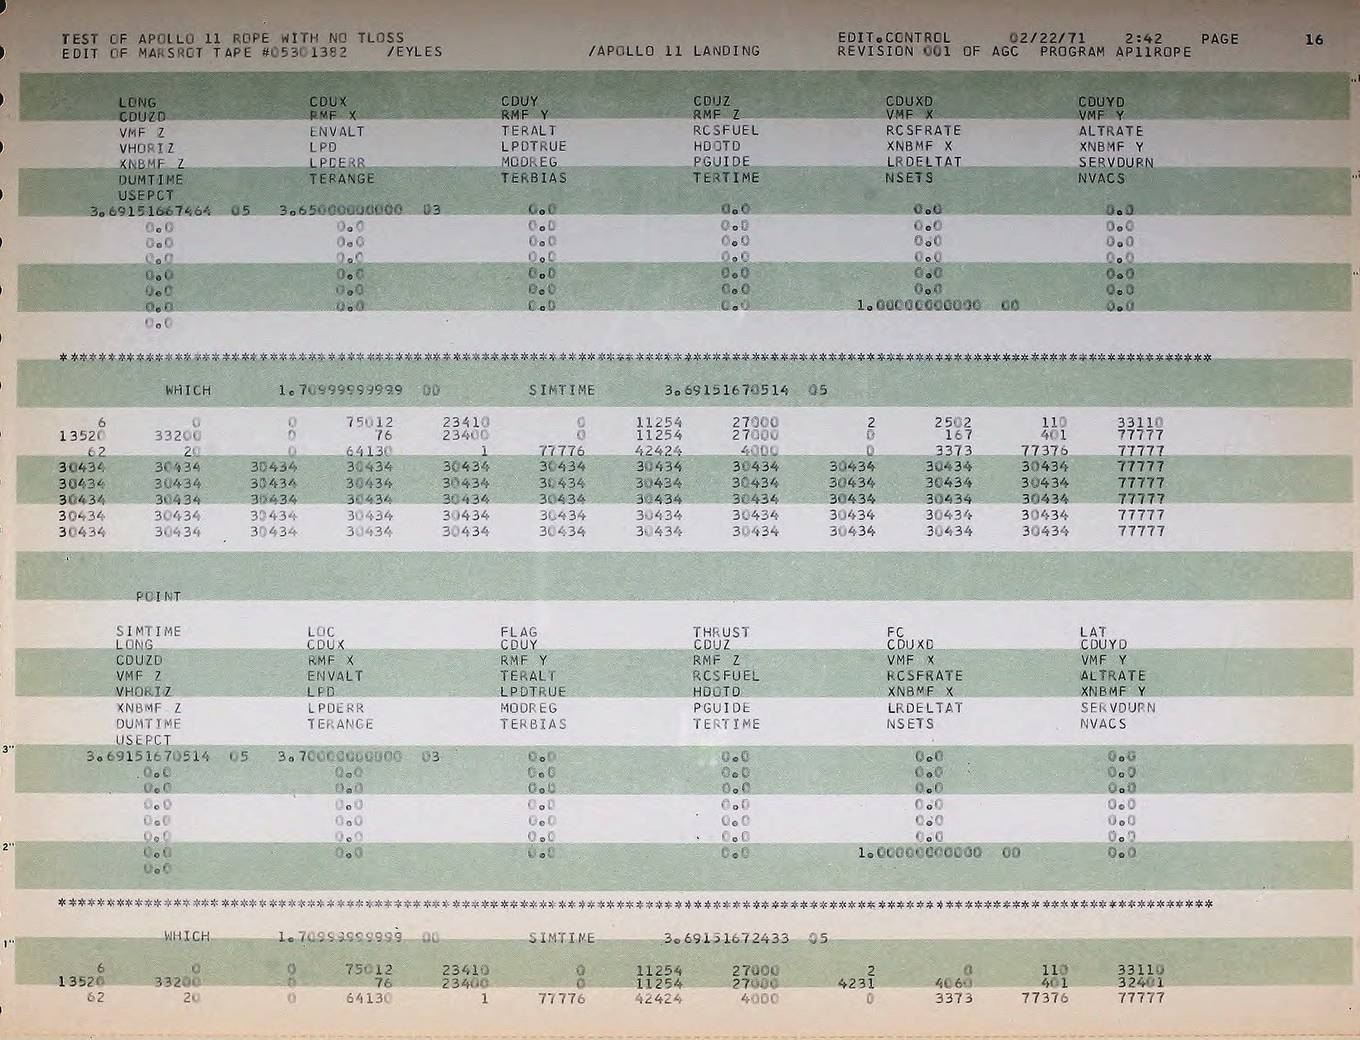 TEST OF APOLLO 11 ROPE WITH NO TLOSS EDIT.CONTROL 02/22/71 2:42 PAGE 16
EDIT OF MARSROT TAPE #05301382 /EYLES /APOLLO 11 LANDING REVISION 001 OF AGC PROGRAM AP11ROPE
LONG CDUX CDUY CDUZ CDUXD CDUYD
CDUZD RMF X RMF Y RMF Z VMF X VMF Y
VMF Z ENVALT TERALT RCSFUEL RCSFRATE ALTRATE
VHORIZ LPD LPDTRUE HDOTD XNBMF X XNBMF Y
XNBMF Z LPDERR MODREG PGUIDE LRDELTAT SERVDURN
DUMTIME TERANGE TERBIAS TERTIME NSETS NVACS
USEPCT
3.69151667464 05 3.65000000000 03 0.0 0.0 0.0 0.0
0.0 0.0 0.0 0.0 0.0 0.0
0.0 0.0 0.0 0.0 0.0 0.0
0.0 0.0 0.0 0.0 0.0 0.0
0.0 0.0 0.0 0.0 0.0 0.0
0.0 0.0 0.0 0.0 0.0 0.0
0.0 0.0 0.0 0.0 1.00000000000 00 0.0
0.0
************************************************************************************************************************
WHICH 1.70999999999 00 SIMTIME 3.69151670514 05
6 0 0 75012 23410 0 11254 27000 2 2502 110 33110
13520 33200 0 76 23400 0 11254 27000 0 167 401 77777
62 20 0 64130 1 77776 42424 4000 0 3373 77376 77777
30434 30434 30434 30434 30434 30434 30434 30434 30434 30434 30434 77777
30434 30434 30434 30434 30434 30434 30434 30434 30434 30434 30434 77777
30434 30434 30434 30434 30434 30434 30434 30434 30434 30434 30434 77777
30434 30434 30434 30434 30434 30434 30434 30434 30434 30434 30434 77777
30434 30434 30434 30434 30434 30434 30434 30434 30434 30434 30434 77777
POINT
SIMTIME LOC FLAG THRUST FC LAT
LONG CDUX CDUY CDUZ CDUXD CDUYD
CDUZD RMF X RMF Y RMF Z VMF X VMF Y
VMF Z ENVALT TERALT RCSFUEL RCSFRATE ALTRATE
VHORIZ LPD LPDTRUE HDOTD XNBMF X XNBMF Y
XNBMF Z LPDERR MODREG PGUIDE LRDELTAT SERVDURN
DUMTIME TERANGE TERBIAS TERTIME NSETS NVACS
USEPCT
3" 3.69151670514 05 3.70000000000 03 0.0 0.0 0.0 0.0
0.0 0.0 0.0 0.0 0.0 0.0
0.0 0.0 0.0 0.0 0.0 0.0
0.0 0.0 0.0 0.0 0.0 0.0
0.0 0.0 0.0 0.0 0.0 0.0
0.0 0.0 0.0 0.0 0.0 0.0
2" 0.0 0.0 0.0 0.0 1.00000000000 00 0.0
0.0
************************************************************************************************************************
1" WHICH 1.70999999999 00 SIMTIME 3.69151672433 05
6 0 0 75012 23410 0 11254 27000 2 0 110 33110
13520 33200 0 76 23400 0 11254 27000 4231 4060 401 32401
62 20 0 64130 1 77776 42424 4000 0 3373 77376 77777